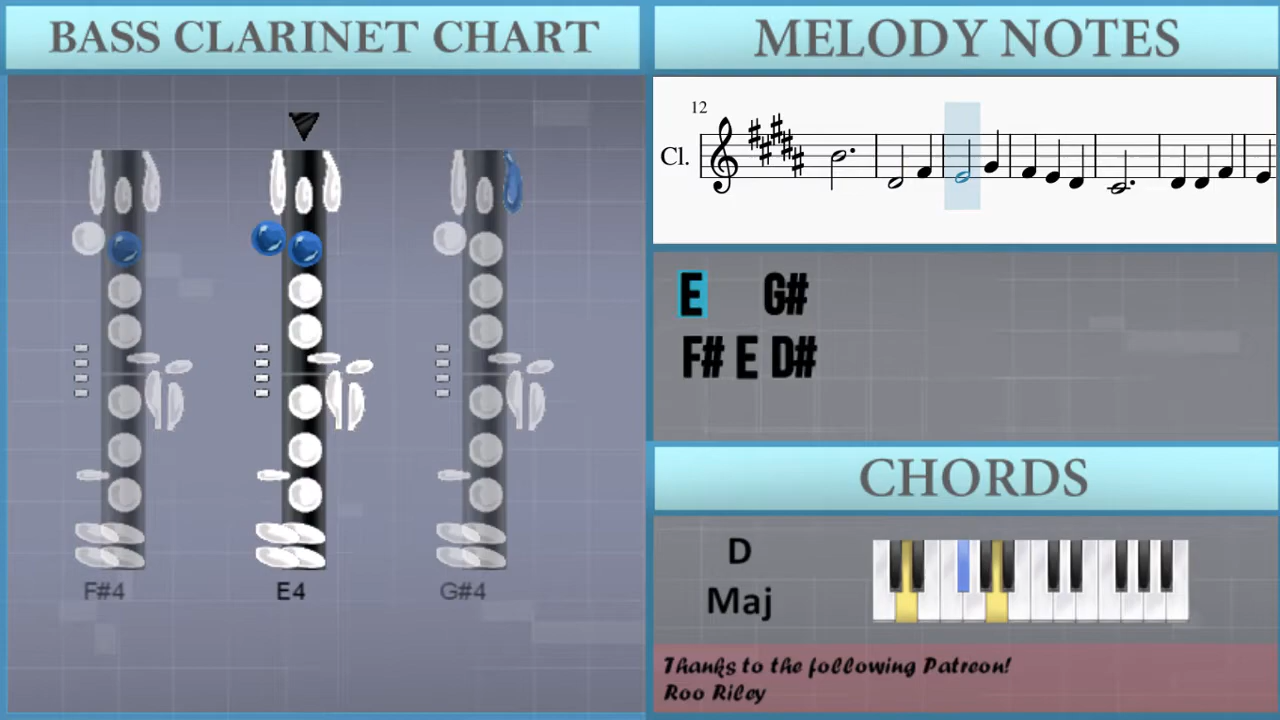 BASS CLARINET CHART
F#4 E4 G#4
MELODY NOTES
12
Cl.
E G#
F# E D#
CHORDS
D
Maj
Thanks to the following Patreon!
Roo Riley